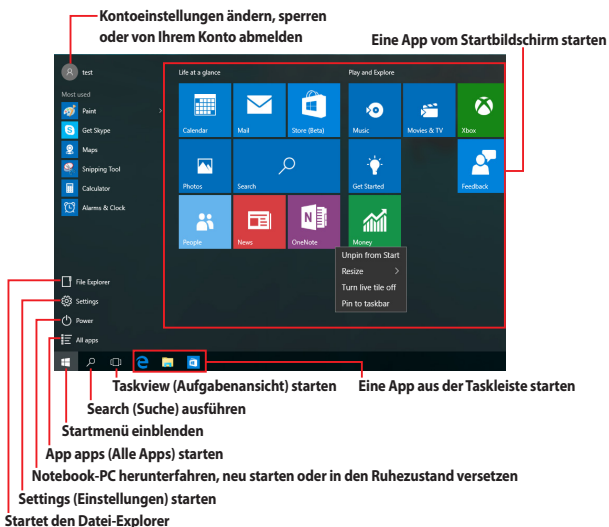 Kontoeinstellungen ändern, sperren
oder von Ihrem Konto abmelden
Eine App vom Startbildschirm starten
test
Most used
Paint
Get Skype
Maps
Snipping Tool
Calculator
Alarms & Clock
File Explorer
Settings
Power
All apps
Life at a glance
Calendar
Mail
Store (Beta)
Photos
Search
People
News
OneNote
Play and Explore
Music
Movies & TV
Xbox
Get Started
Feedback
Money
Unpin from Start
Resize
Turn live tile off
Pin to taskbar
Taskview (Aufgabenansicht) starten
Eine App aus der Taskleiste starten
Search (Suche) ausführen
Startmenü einblenden
App apps (Alle Apps) starten
Notebook-PC herunterfahren, neu starten oder in den Ruhezustand versetzen
Settings (Einstellungen) starten
Startet den Datei-Explorer